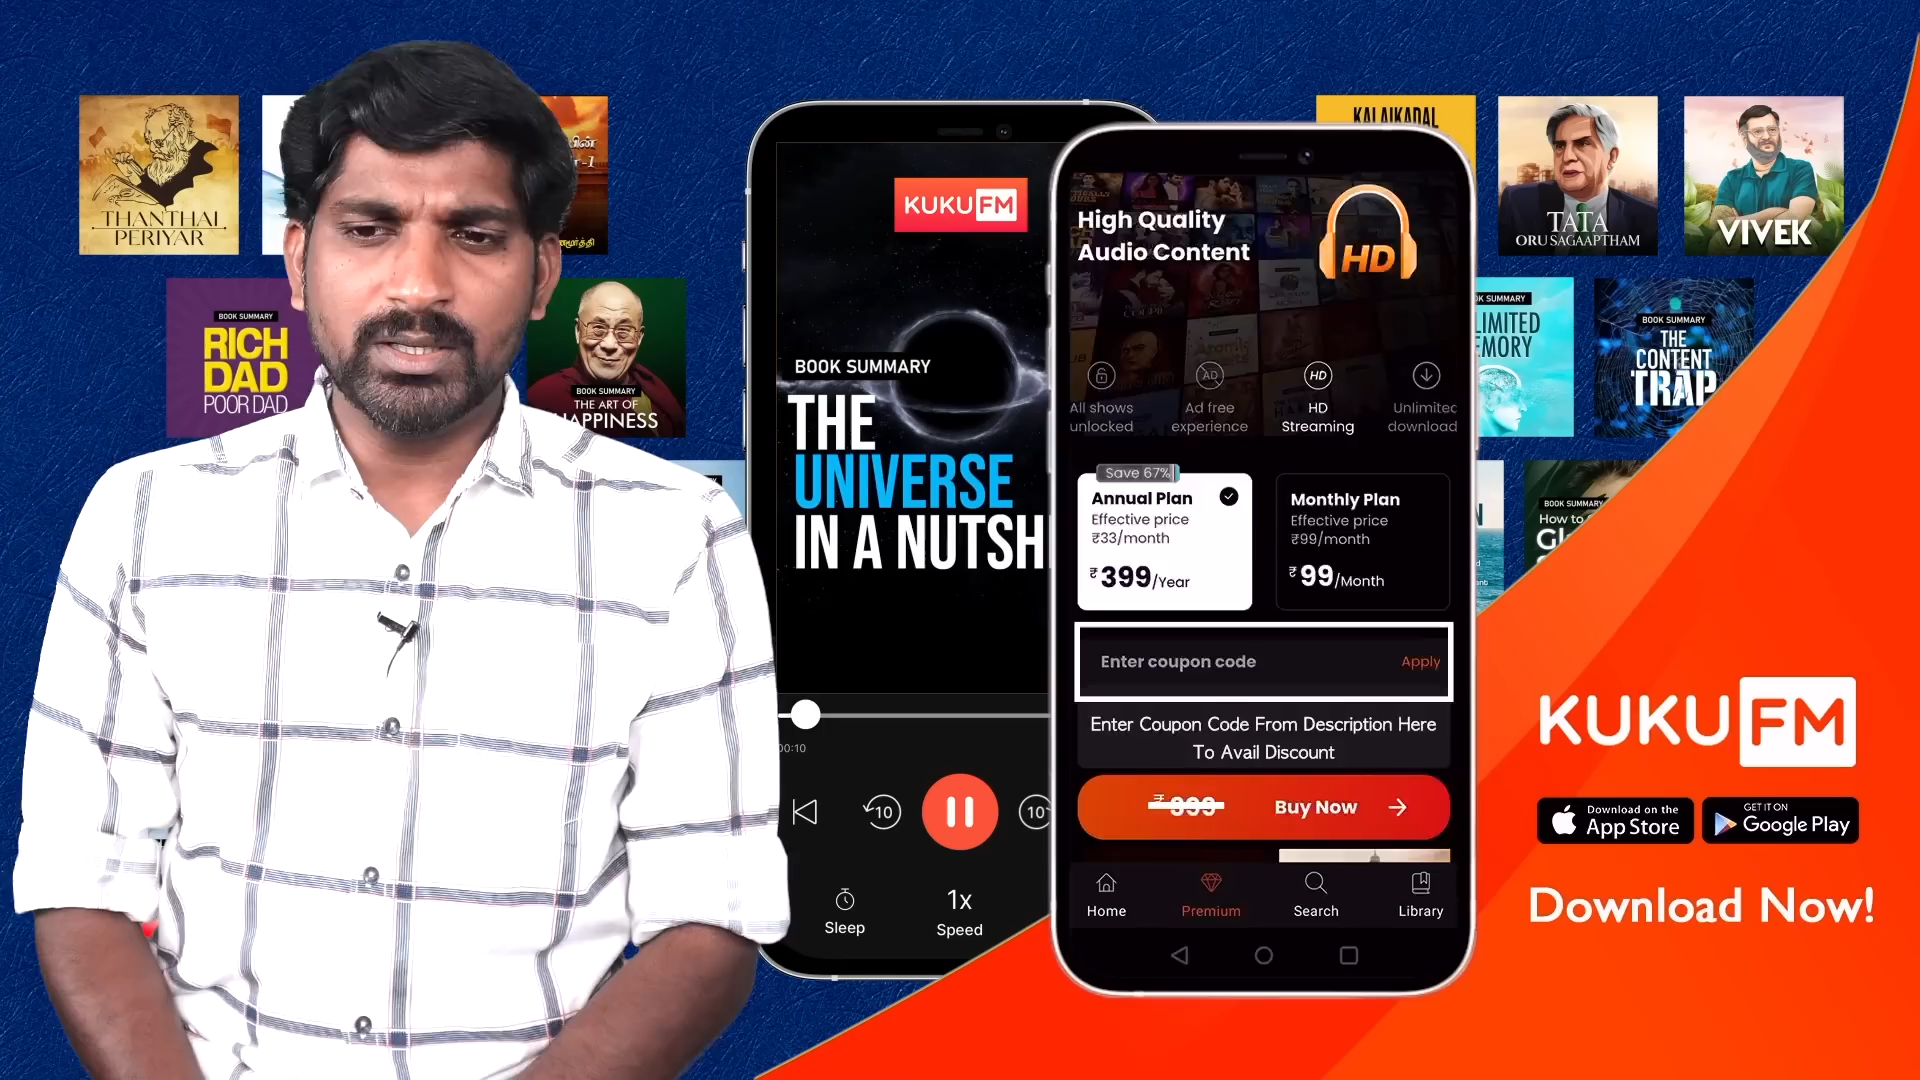 THANTHAI
PERIYAR
BOOK SUMMARY
RICH
DAD
POOR DAD
BOOK SUMMARY
THE ART OF
HAPPINESS
KUKU FM
BOOK SUMMARY
THE
UNIVERSE
IN A NUTSH
00:10
10
10
Sleep
1x
Speed
High Quality
Audio Content
HD
All shows
unlocked
AD
Ad free
experience
HD
HD
Streaming
Unlimited
download
Save 67%
Annual Plan
Effective price
₹33/month
₹399/Year
Monthly Plan
Effective price
₹99/month
₹99/Month
Enter coupon code
Apply
Enter Coupon Code From Description Here
To Avail Discount
₹ 399
Buy Now
Home
Premium
Search
Library
KALAIKADAL
TATA
ORU SAGAAPTHAM
VIVEK
K SUMMARY
LIMITED
EMORY
BOOK SUMMARY
THE
CONTENT
TRAP
BOOK SUMMARY
How to
KUKU FM
Download on the
App Store
GET IT ON
Google Play
Download Now!